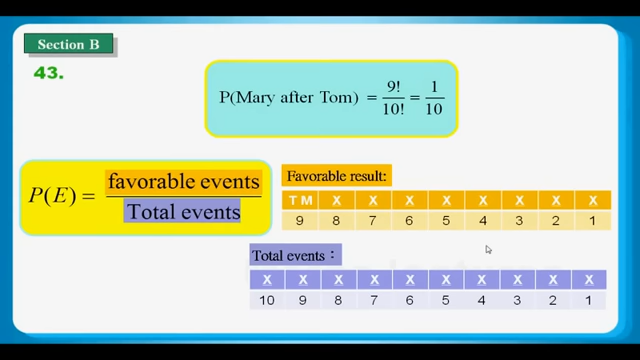 Section B
43.
P(Mary after Tom) = 9!/10! = 1/10
P(E) = favorable events/Total events
Favorable result:
T M X X X X X X X X
9 8 7 6 5 4 3 2 1
Total events：
X X X X X X X X X X
10 9 8 7 6 5 4 3 2 1